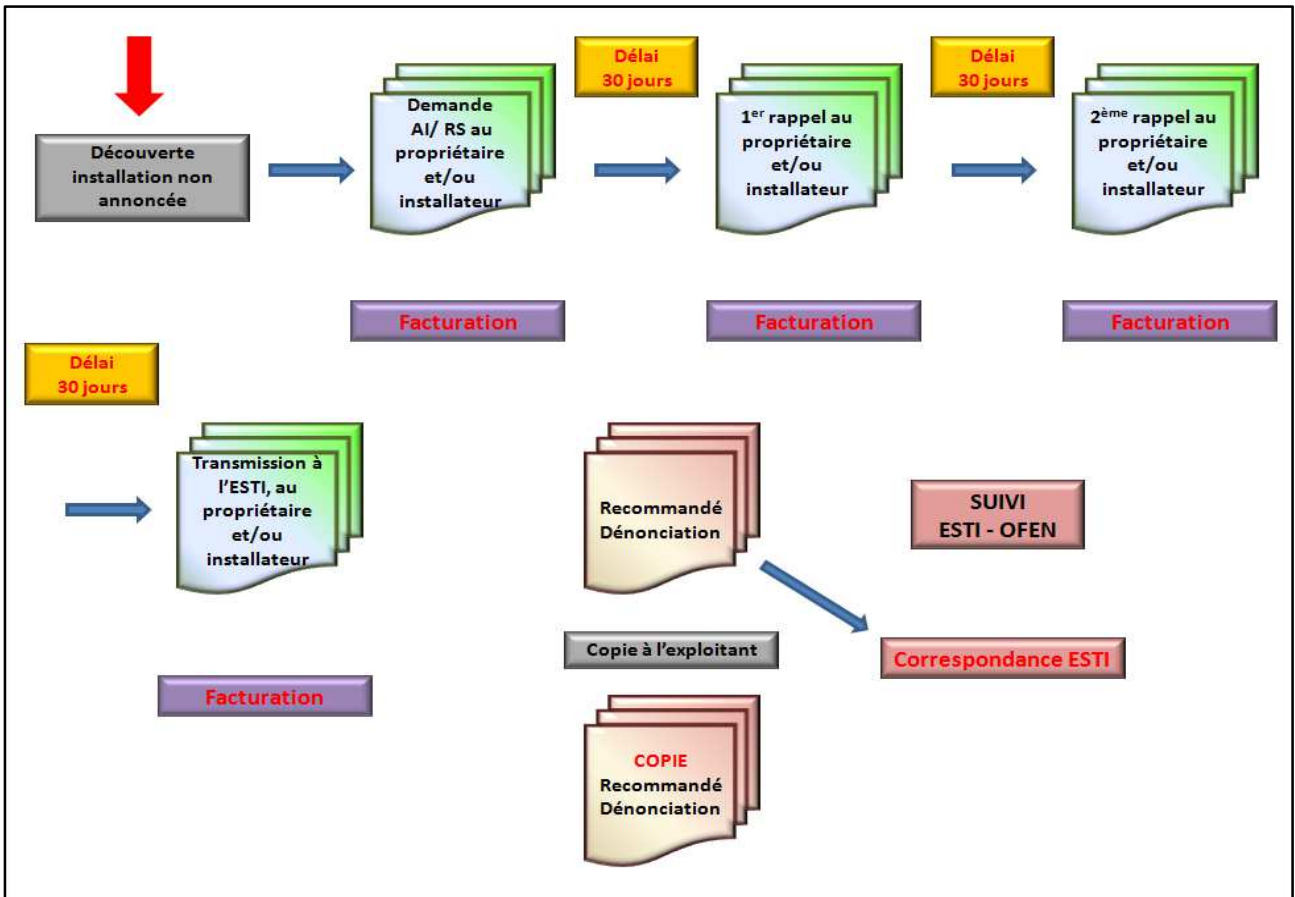 Découverte
installation non
annoncée
Demande
AI/ RS au
propriétaire
et/ou
installateur
Délai
30 jours
1er rappel au
propriétaire
et/ou
installateur
Délai
30 jours
2ème rappel au
propriétaire
et/ou
installateur
Facturation
Facturation
Facturation
Délai
30 jours
Transmission à
l'ESTI, au
propriétaire
et/ou
installateur
Facturation
Recommandé
Dénonciation
SUIVI
ESTI - OFEN
Copie à l'exploitant
Correspondance ESTI
COPIE
Recommandé
Dénonciation